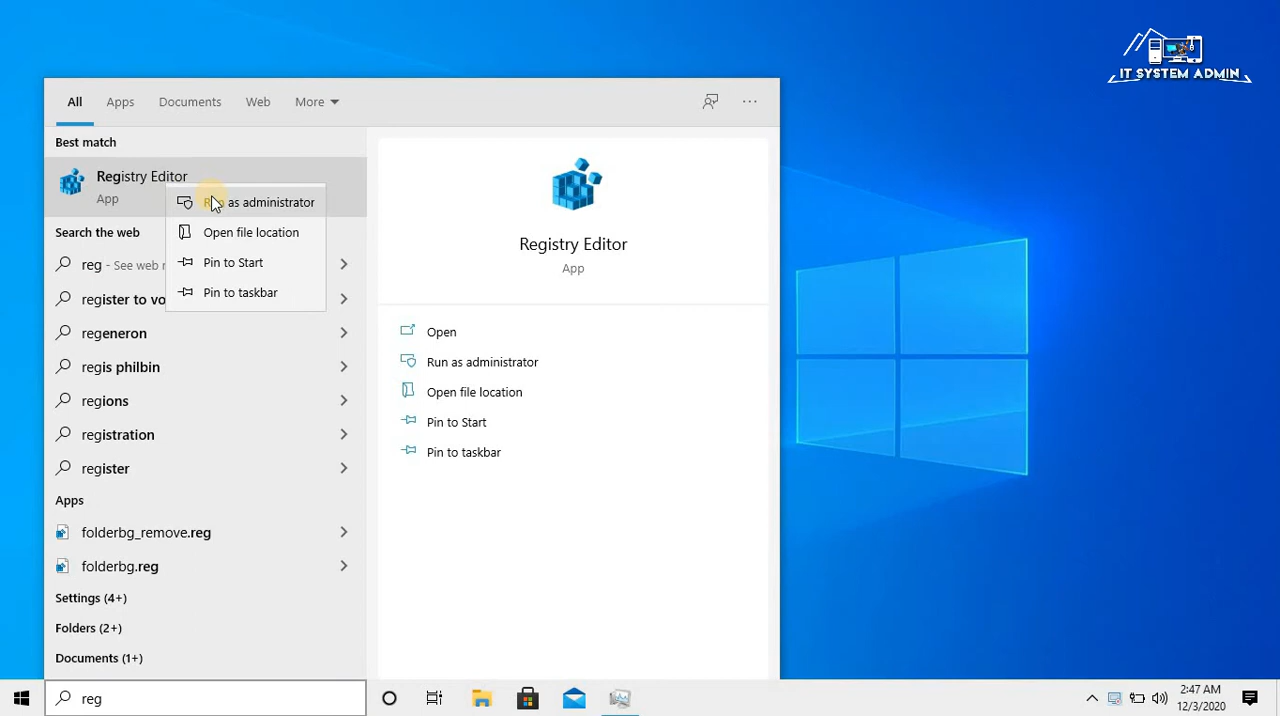 IT SYSTEM ADMIN
All Apps Documents Web More
Best match
Registry Editor
App
Run as administrator
Open file location
Pin to Start
Pin to taskbar
Search the web
reg - See web r
register to vo
regeneron
regis philbin
regions
registration
register
Apps
folderbg_remove.reg
folderbg.reg
Settings (4+)
Folders (2+)
Documents (1+)
Registry Editor
App
Open
Run as administrator
Open file location
Pin to Start
Pin to taskbar
reg
2:47 AM
12/3/2020